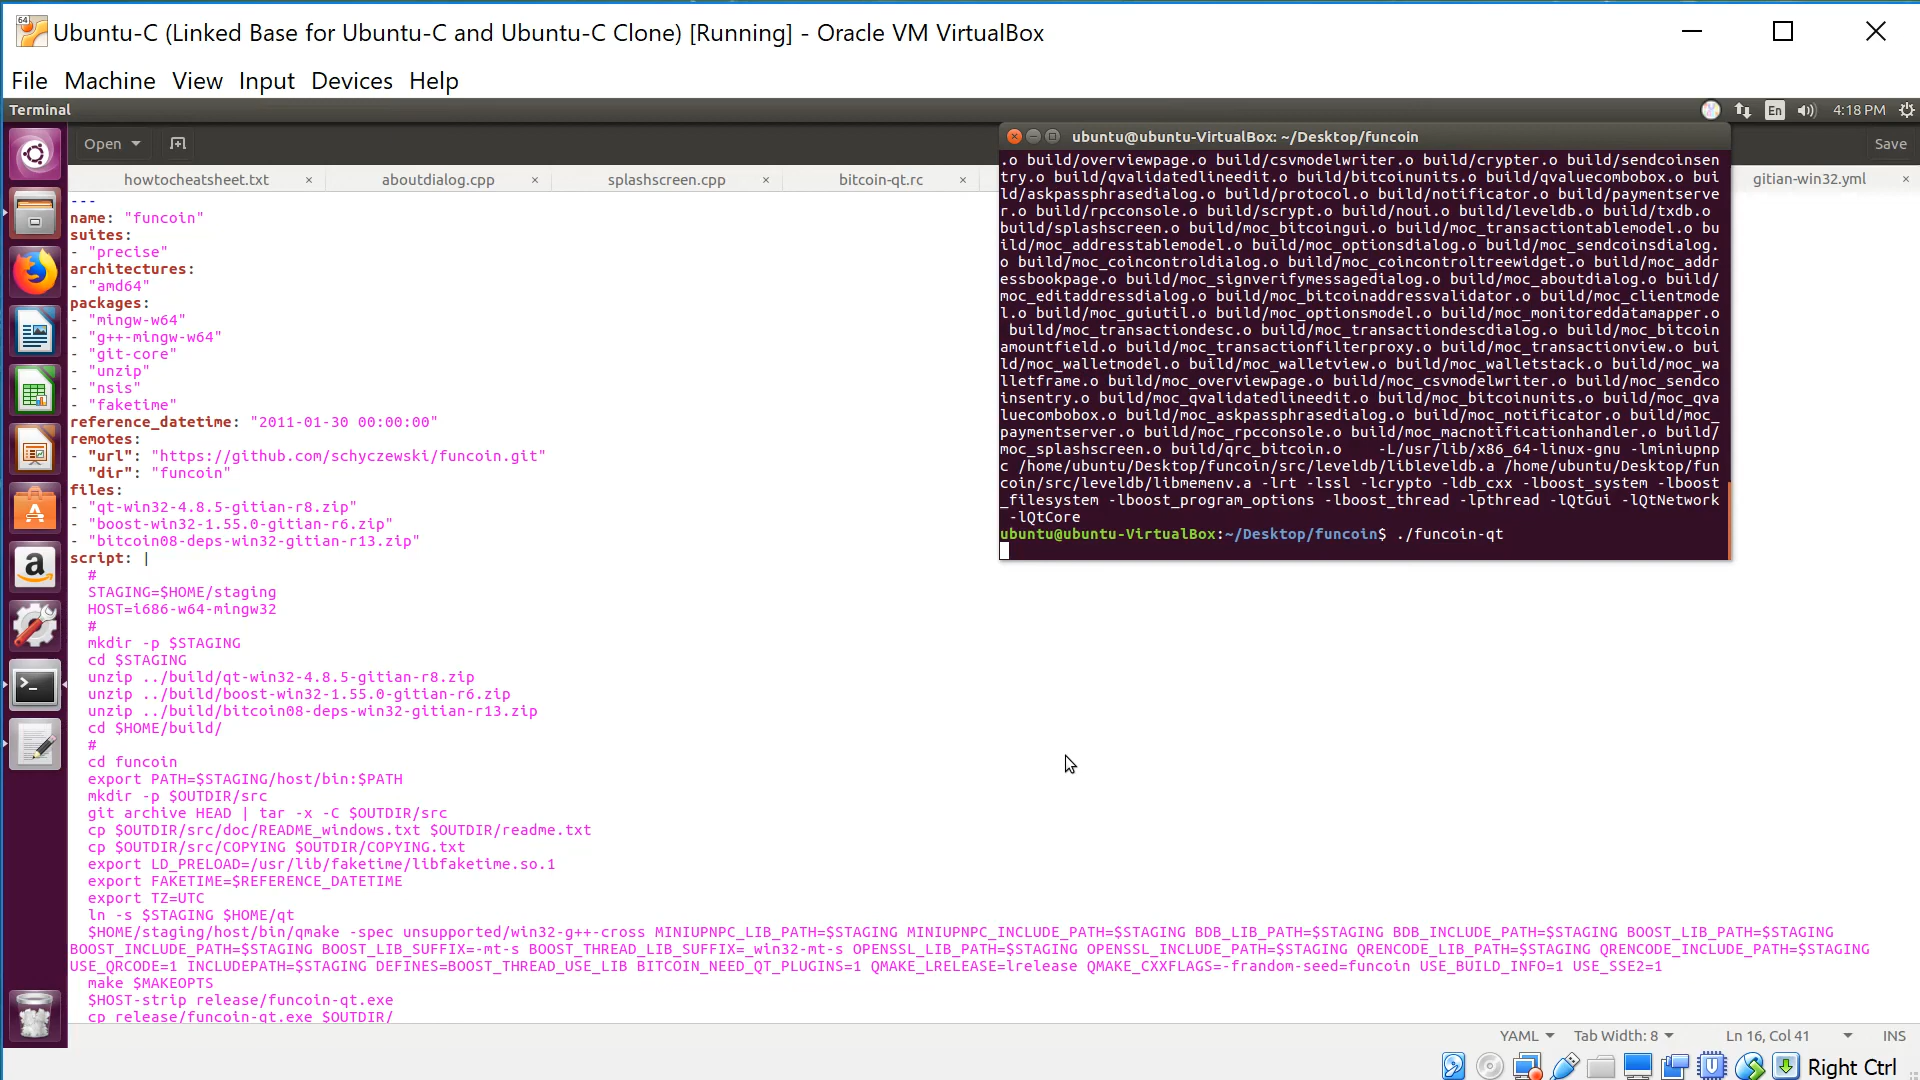 Ubuntu-C (Linked Base for Ubuntu-C and Ubuntu-C Clone) [Running] - Oracle VM VirtualBox
File Machine View Input Devices Help
Terminal
En
4:18 PM
Open
Save
howtocheatsheet.txt
aboutdialog.cpp
splashscreen.cpp
bitcoin-qt.rc
gitian-win32.yml
---
name: "funcoin"
suites:
- "precise"
architectures:
- "amd64"
packages:
- "mingw-w64"
- "g++-mingw-w64"
- "git-core"
- "unzip"
- "nsis"
- "faketime"
reference_datetime: "2011-01-30 00:00:00"
remotes:
- "url": "https://github.com/schyczewski/funcoin.git"
  "dir": "funcoin"
files:
- "qt-win32-4.8.5-gitian-r8.zip"
- "boost-win32-1.55.0-gitian-r6.zip"
- "bitcoin08-deps-win32-gitian-r13.zip"
script: |
  #
  STAGING=$HOME/staging
  HOST=i686-w64-mingw32
  #
  mkdir -p $STAGING
  cd $STAGING
  unzip ../build/qt-win32-4.8.5-gitian-r8.zip
  unzip ../build/boost-win32-1.55.0-gitian-r6.zip
  unzip ../build/bitcoin08-deps-win32-gitian-r13.zip
  cd $HOME/build/
  #
  cd funcoin
  export PATH=$STAGING/host/bin:$PATH
  mkdir -p $OUTDIR/src
  git archive HEAD | tar -x -C $OUTDIR/src
  cp $OUTDIR/src/doc/README_windows.txt $OUTDIR/readme.txt
  cp $OUTDIR/src/COPYING $OUTDIR/COPYING.txt
  export LD_PRELOAD=/usr/lib/faketime/libfaketime.so.1
  export FAKETIME=$REFERENCE_DATETIME
  export TZ=UTC
  ln -s $STAGING $HOME/qt
  $HOME/staging/host/bin/qmake -spec unsupported/win32-g++-cross MINIUPNPC_LIB_PATH=$STAGING MINIUPNPC_INCLUDE_PATH=$STAGING BDB_LIB_PATH=$STAGING BDB_INCLUDE_PATH=$STAGING BOOST_LIB_PATH=$STAGING
BOOST_INCLUDE_PATH=$STAGING BOOST_LIB_SUFFIX=-mt-s BOOST_THREAD_LIB_SUFFIX=_win32-mt-s OPENSSL_LIB_PATH=$STAGING OPENSSL_INCLUDE_PATH=$STAGING QRENCODE_LIB_PATH=$STAGING QRENCODE_INCLUDE_PATH=$STAGING
USE_QRCODE=1 INCLUDEPATH=$STAGING DEFINES=BOOST_THREAD_USE_LIB BITCOIN_NEED_QT_PLUGINS=1 QMAKE_LRELEASE=lrelease QMAKE_CXXFLAGS=-frandom-seed=funcoin USE_BUILD_INFO=1 USE_SSE2=1
  make $MAKEOPTS
  $HOST-strip release/funcoin-qt.exe
  cp release/funcoin-qt.exe $OUTDIR/
ubuntu@ubuntu-VirtualBox: ~/Desktop/funcoin
.o build/overviewpage.o build/csvmodelwriter.o build/crypter.o build/sendcoinsen
try.o build/qvalidatedlineedit.o build/bitcoinunits.o build/qvaluecombobox.o bui
ld/askpassphrasedialog.o build/protocol.o build/notificator.o build/paymentserve
r.o build/rpcconsole.o build/scrypt.o build/noui.o build/leveldb.o build/txdb.o
build/splashscreen.o build/moc_bitcoingui.o build/moc_transactiontablemodel.o bu
ild/moc_addresstablemodel.o build/moc_optionsdialog.o build/moc_sendcoinsdialog.
o build/moc_coincontroldialog.o build/moc_coincontroltreewidget.o build/moc_addr
essbookpage.o build/moc_signverifymessagedialog.o build/moc_aboutdialog.o build/
moc_editaddressdialog.o build/moc_bitcoinaddressvalidator.o build/moc_clientmode
l.o build/moc_guiutil.o build/moc_optionsmodel.o build/moc_monitoreddatamapper.o
 build/moc_transactiondesc.o build/moc_transactiondescdialog.o build/moc_bitcoin
amountfield.o build/moc_transactionfilterproxy.o build/moc_transactionview.o bui
ld/moc_walletmodel.o build/moc_walletview.o build/moc_walletstack.o build/moc_wa
lletframe.o build/moc_overviewpage.o build/moc_csvmodelwriter.o build/moc_sendco
insentry.o build/moc_qvalidatedlineedit.o build/moc_bitcoinunits.o build/moc_qva
luecombobox.o build/moc_askpassphrasedialog.o build/moc_notificator.o build/moc_
paymentserver.o build/moc_rpcconsole.o build/moc_macnotificationhandler.o build/
moc_splashscreen.o build/qrc_bitcoin.o    -L/usr/lib/x86_64-linux-gnu -lminiupnp
c /home/ubuntu/Desktop/funcoin/src/leveldb/libleveldb.a /home/ubuntu/Desktop/fun
coin/src/leveldb/libmemenv.a -lrt -lssl -lcrypto -ldb_cxx -lboost_system -lboost
_filesystem -lboost_program_options -lboost_thread -lpthread -lQtGui -lQtNetwork
 -lQtCore
ubuntu@ubuntu-VirtualBox:~/Desktop/funcoin$ ./funcoin-qt
YAML
Tab Width: 8
Ln 16, Col 41
INS
Right Ctrl